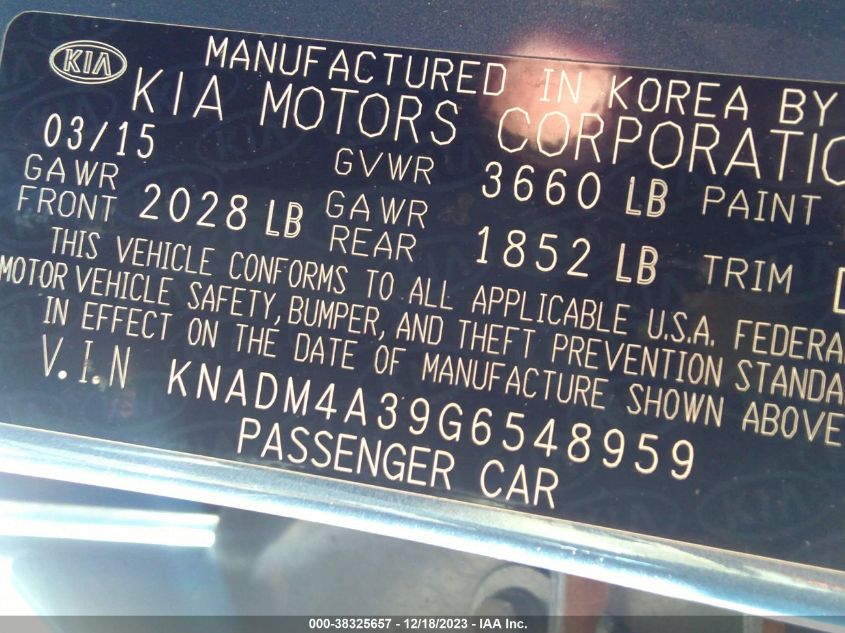 KIA
MANUFACTURED IN KOREA BY
KIA MOTORS CORPORATIO
03/15 GVWR 3660 LB PAINT
GAWR FRONT 2028 LB GAWR REAR 1852 LB TRIM
THIS VEHICLE CONFORMS TO ALL APPLICABLE U.S.A. FEDERA
MOTOR VEHICLE SAFETY, BUMPER, AND THEFT PREVENTION STANDA
IN EFFECT ON THE DATE OF MANUFACTURE SHOWN ABOVE
V.I.N KNADM4A39G6548959
PASSENGER CAR
000-38325657 - 12/18/2023 - IAA Inc.